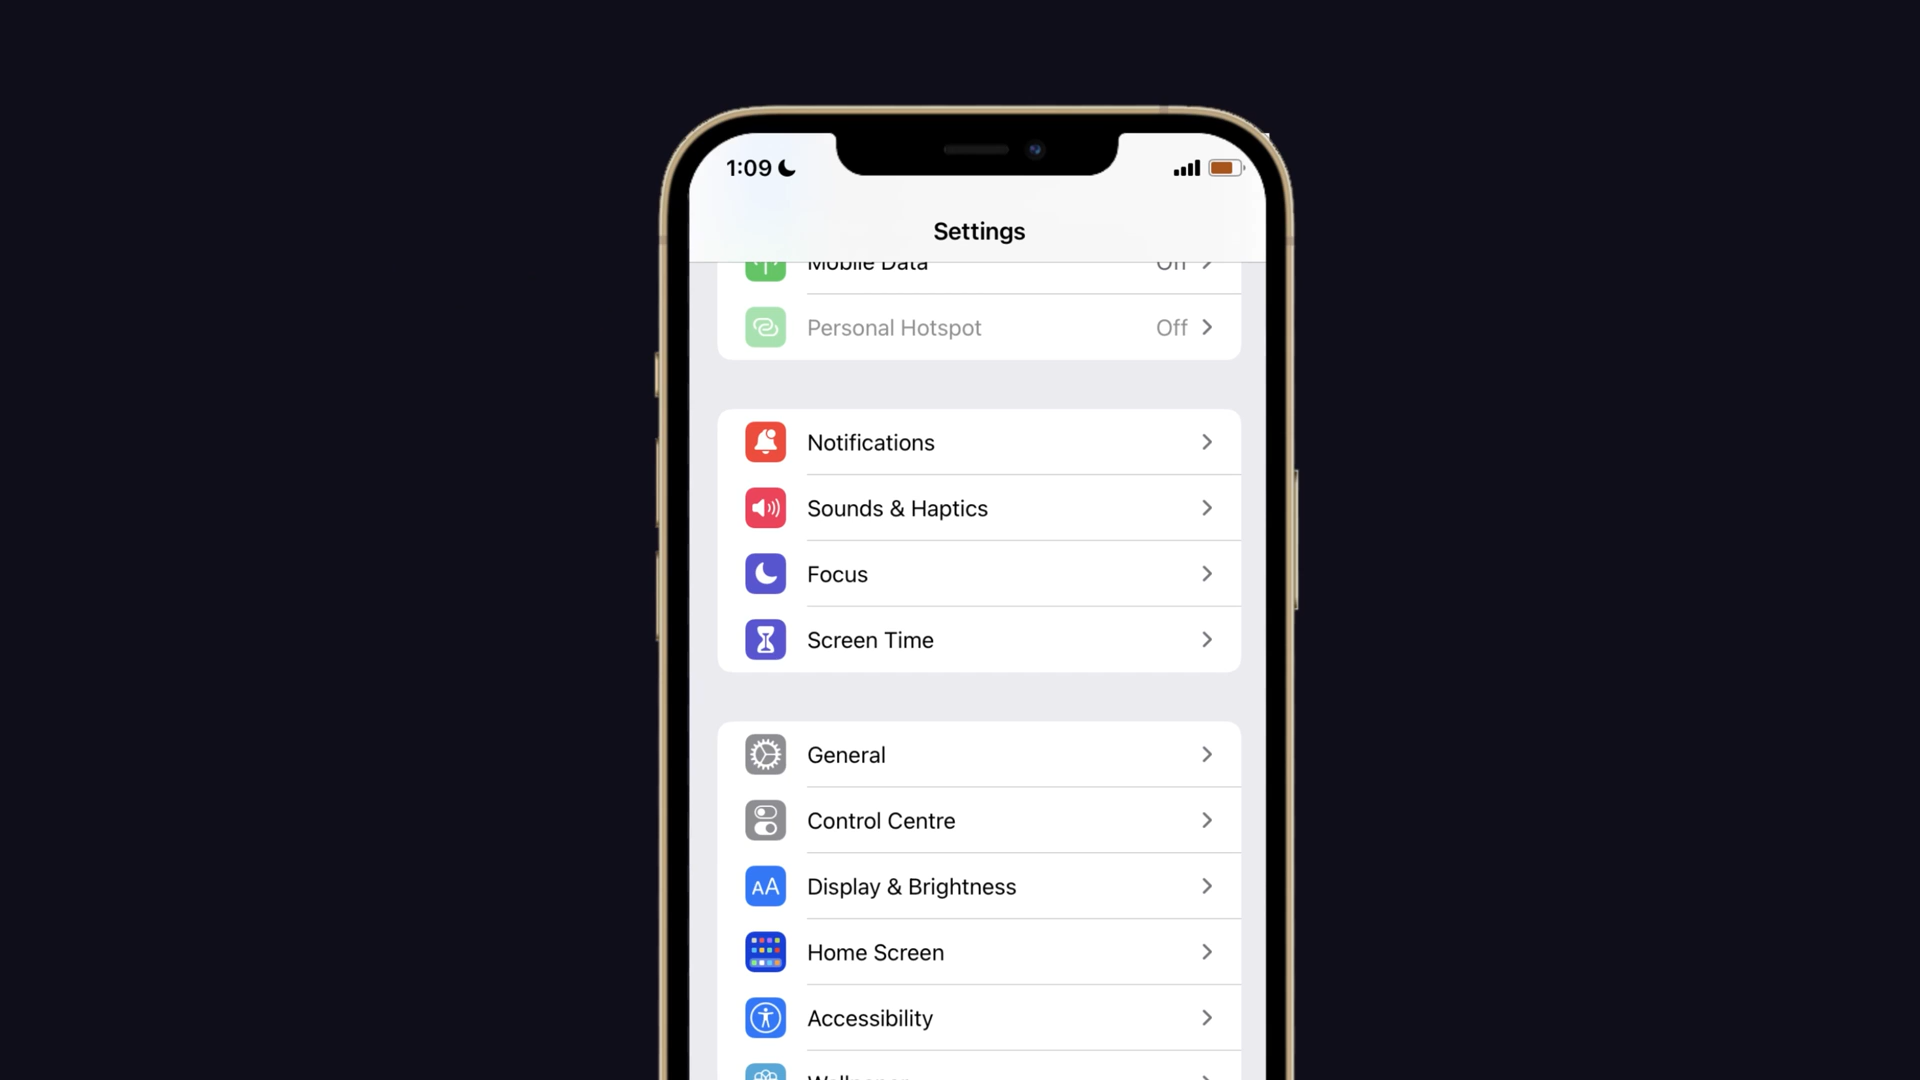 1:09
Settings
Mobile Data Off
Personal Hotspot Off
Notifications
Sounds & Haptics
Focus
Screen Time
General
Control Centre
AA Display & Brightness
Home Screen
Accessibility